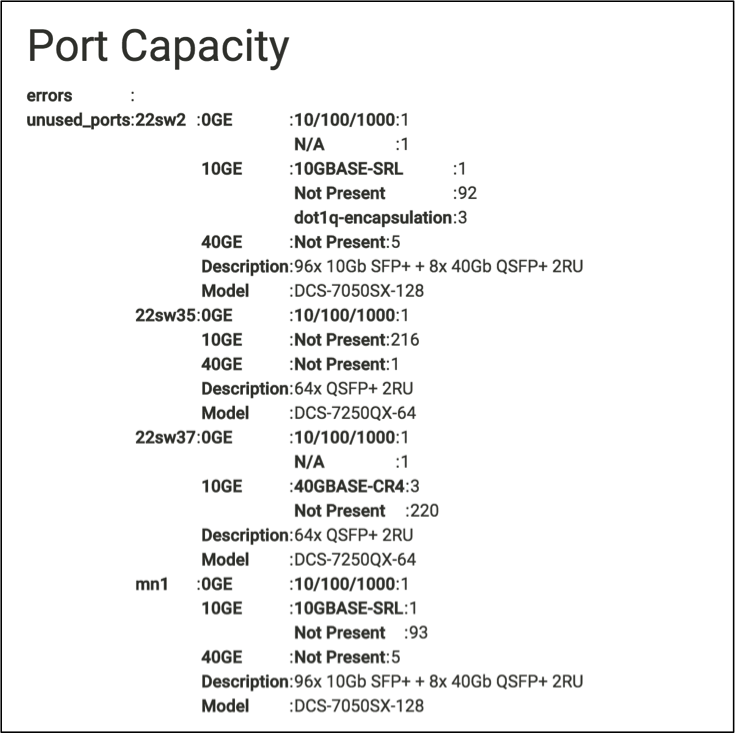 Port Capacity
errors :
unused_ports:22sw2 :0GE :10/100/1000:1
N/A :1
10GE :10GBASE-SRL :1
Not Present :92
dot1q-encapsulation:3
40GE :Not Present:5
Description:96x 10Gb SFP+ + 8x 40Gb QSFP+ 2RU
Model :DCS-7050SX-128
22sw35:0GE :10/100/1000:1
10GE :Not Present:216
40GE :Not Present:1
Description:64x QSFP+ 2RU
Model :DCS-7250QX-64
22sw37:0GE :10/100/1000:1
N/A :1
10GE :40GBASE-CR4:3
Not Present :220
Description:64x QSFP+ 2RU
Model :DCS-7250QX-64
mn1 :0GE :10/100/1000:1
10GE :10GBASE-SRL:1
Not Present :93
40GE :Not Present:5
Description:96x 10Gb SFP+ + 8x 40Gb QSFP+ 2RU
Model :DCS-7050SX-128